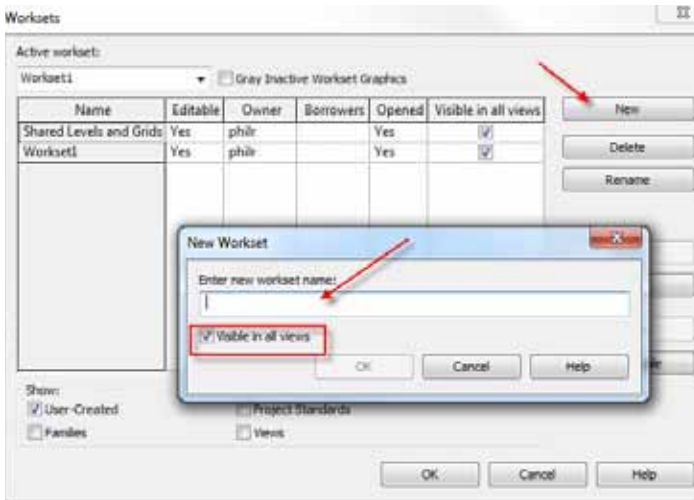 Worksets
Active workset:
Workset1
Gray Inactive Workset Graphics
Name Editable Owner Borrowers Opened Visible in all views
New
Shared Levels and Grids Yes philr Yes
Workset1 Yes philr Yes
Delete
Rename
New Workset
Enter new workset name:
Visible in all views
OK Cancel Help
Show:
User-Created
Project Standards
Families
Views
OK Cancel Help